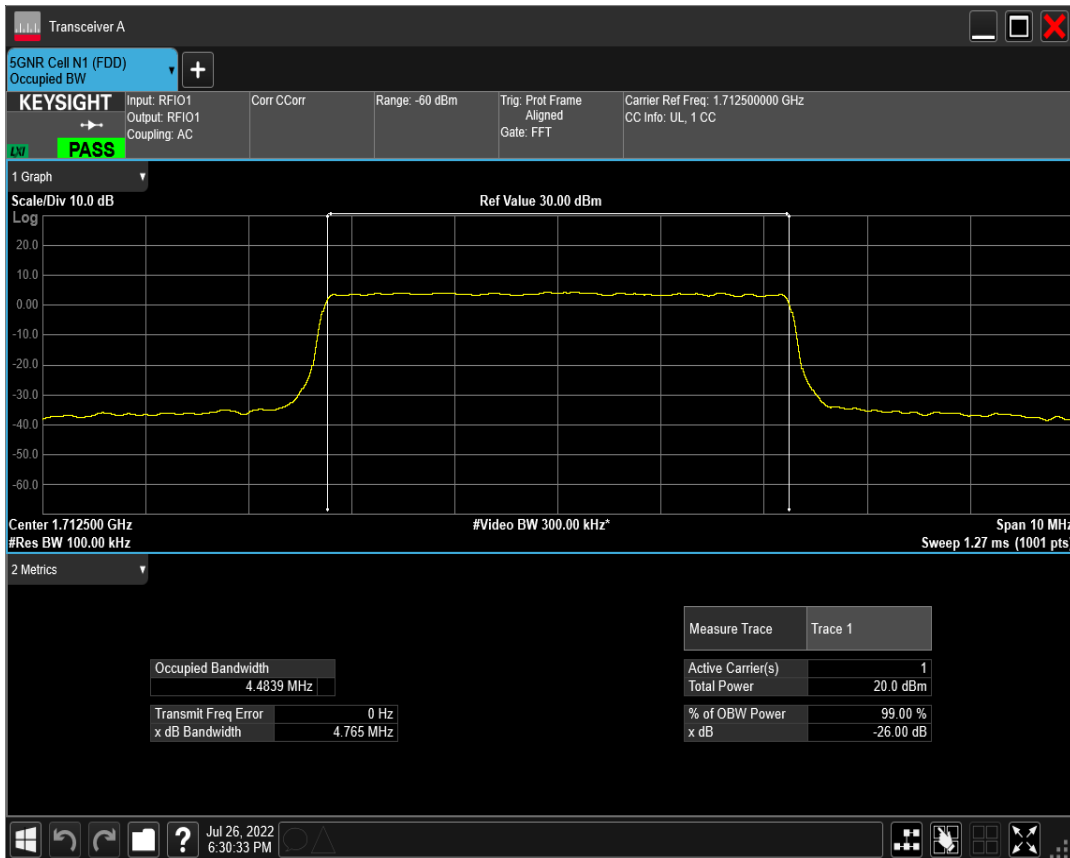 Transceiver A
5GNR Cell N1 (FDD)
Occupied BW
+
KEYSIGHT
LXI
PASS
Input: RFIO1
Output: RFIO1
Coupling: AC
Corr CCorr
Range: -60 dBm
Trig: Prot Frame
Aligned
Gate: FFT
Carrier Ref Freq: 1.712500000 GHz
CC Info: UL, 1 CC
1 Graph
Scale/Div 10.0 dB
Ref Value 30.00 dBm
Log
20.0
10.0
0.00
-10.0
-20.0
-30.0
-40.0
-50.0
-60.0
Center 1.712500 GHz
#Video BW 300.00 kHz*
Span 10 MHz
#Res BW 100.00 kHz
Sweep 1.27 ms (1001 pts)
2 Metrics
Measure Trace Trace 1
Occupied Bandwidth
4.4839 MHz
Active Carrier(s) 1
Total Power 20.0 dBm
Transmit Freq Error 0 Hz
x dB Bandwidth 4.765 MHz
% of OBW Power 99.00 %
x dB -26.00 dB
?
Jul 26, 2022
6:30:33 PM